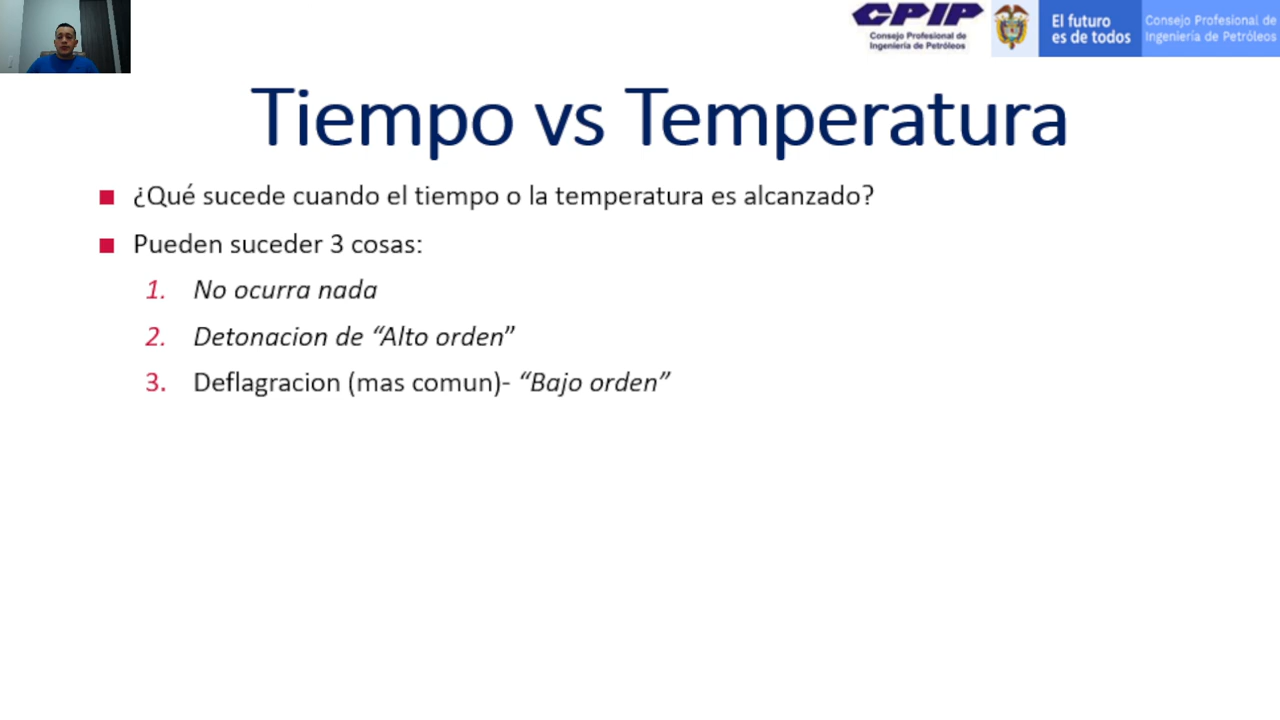 CPIP
Consejo Profesional de
Ingeniería de Petróleos
El futuro
es de todos
Consejo Profesional de
Ingeniería de Petróleos
Tiempo vs Temperatura
¿Qué sucede cuando el tiempo o la temperatura es alcanzado?
Pueden suceder 3 cosas:
1. No ocurra nada
2. Detonacion de “Alto orden”
3. Deflagracion (mas comun)- “Bajo orden”